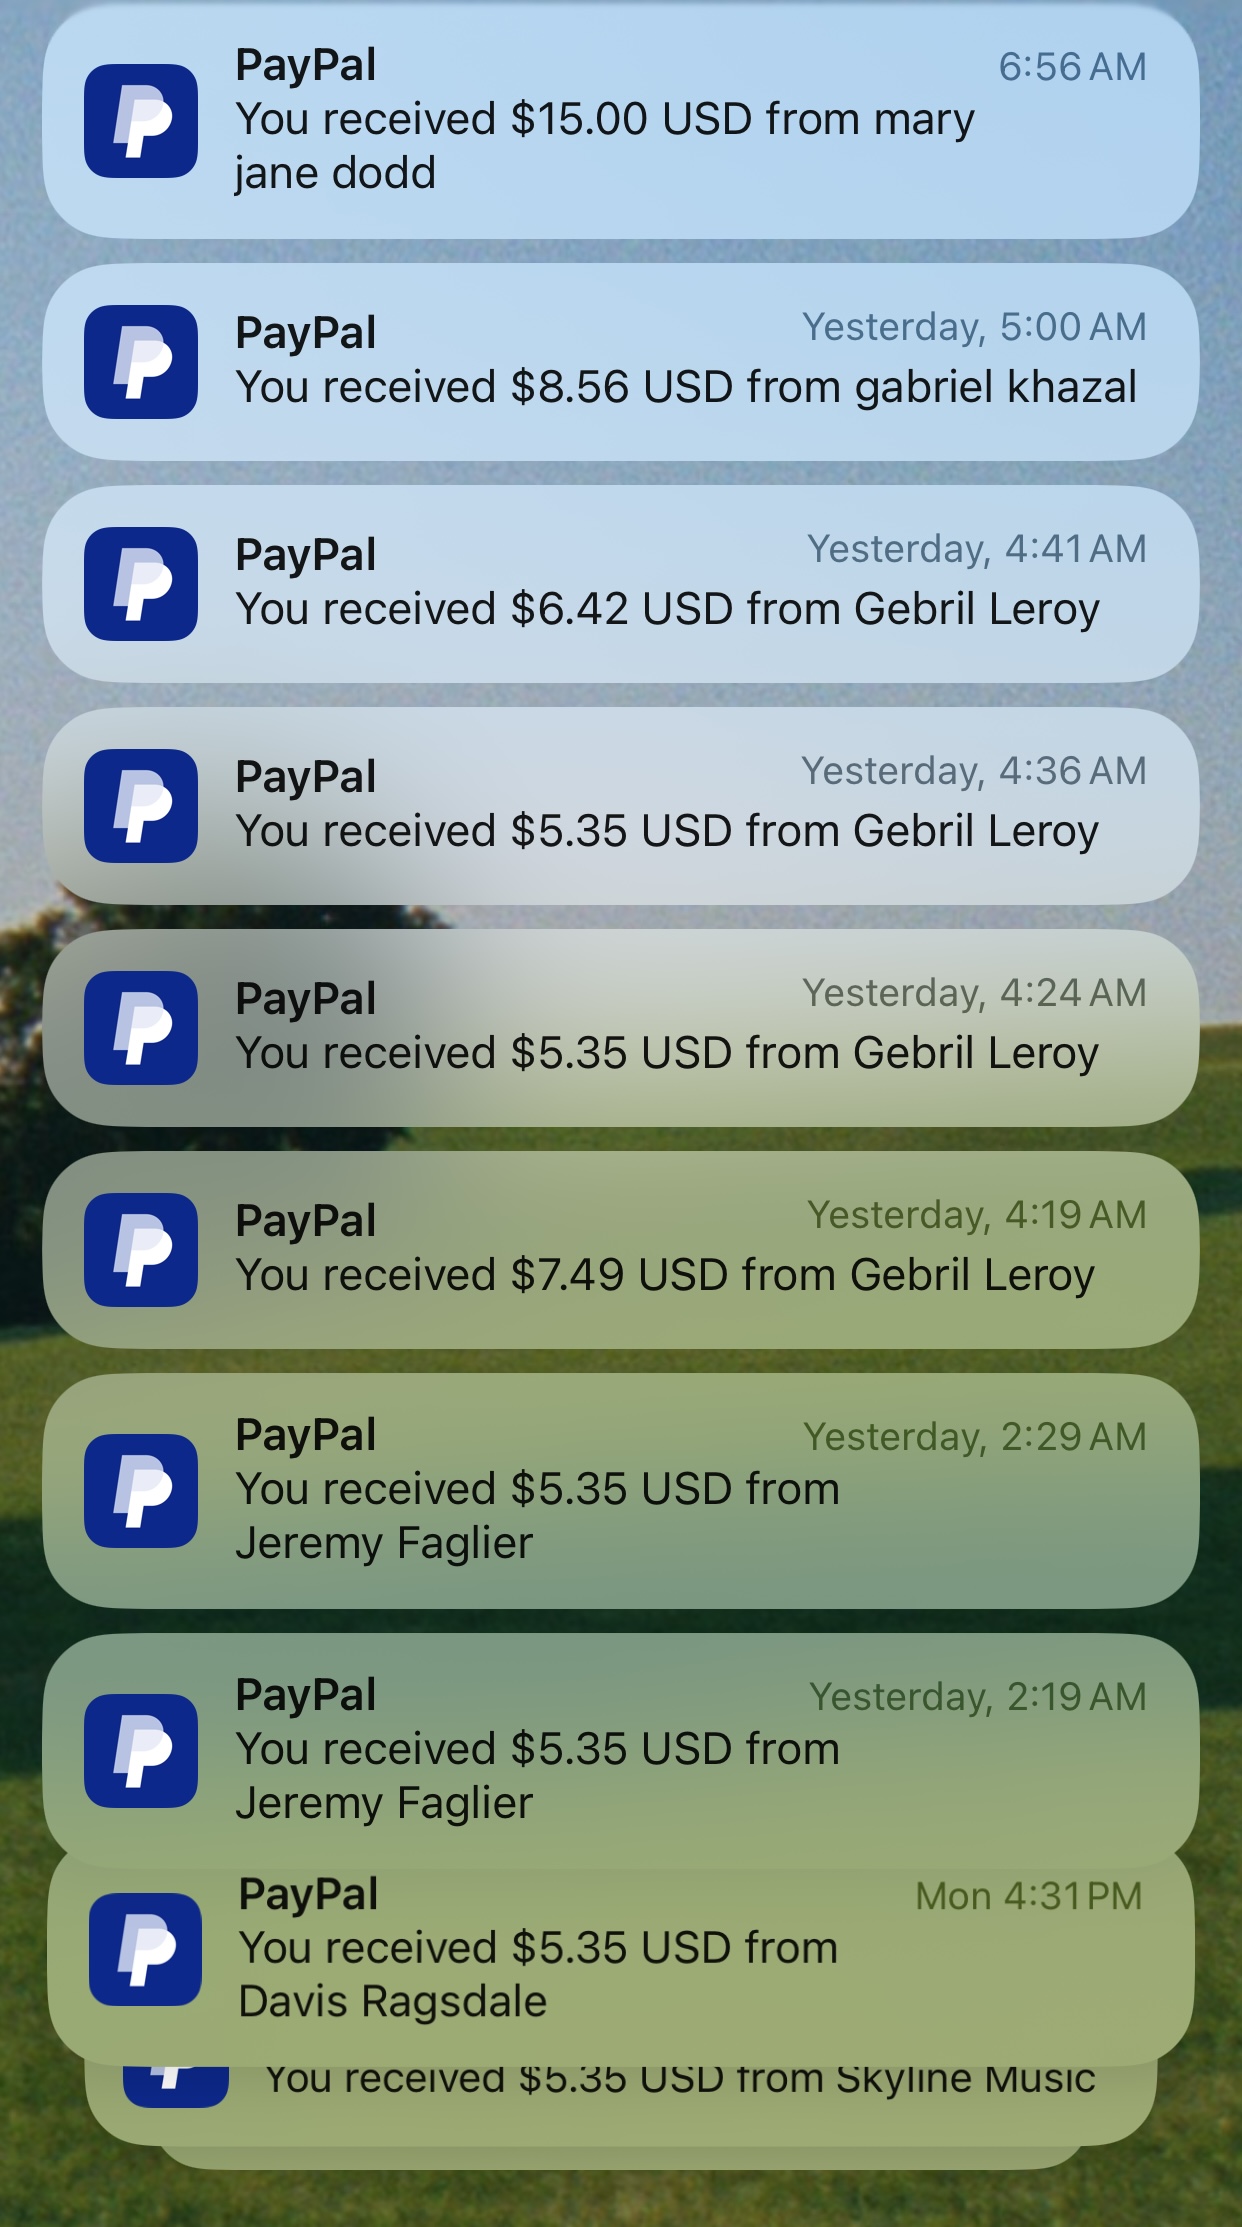 PayPal
6:56 AM
You received $15.00 USD from mary
jane dodd
PayPal
Yesterday, 5:00 AM
You received $8.56 USD from gabriel khazal
PayPal
Yesterday, 4:41 AM
You received $6.42 USD from Gebril Leroy
PayPal
Yesterday, 4:36 AM
You received $5.35 USD from Gebril Leroy
PayPal
Yesterday, 4:24 AM
You received $5.35 USD from Gebril Leroy
PayPal
Yesterday, 4:19 AM
You received $7.49 USD from Gebril Leroy
PayPal
Yesterday, 2:29 AM
You received $5.35 USD from
Jeremy Faglier
PayPal
Yesterday, 2:19 AM
You received $5.35 USD from
Jeremy Faglier
PayPal
Mon 4:31 PM
You received $5.35 USD from
Davis Ragsdale
You received $5.35 USD from Skyline Music